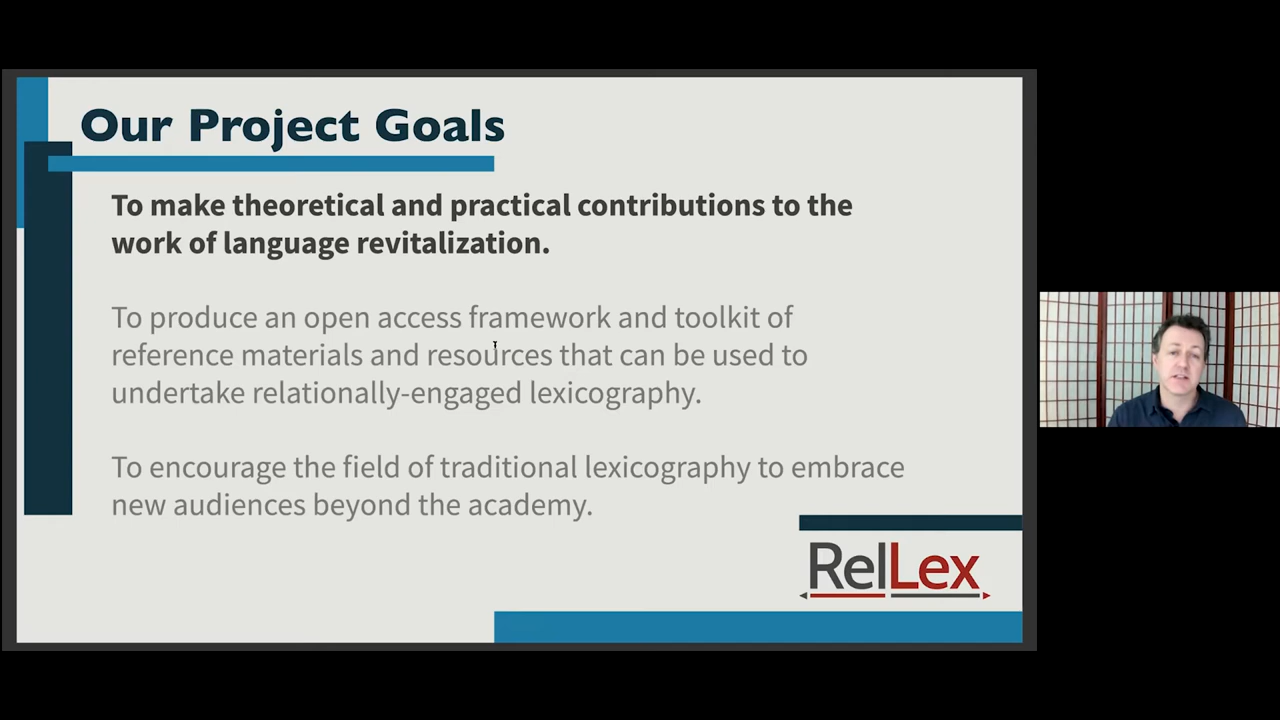 Our Project Goals
To make theoretical and practical contributions to the
work of language revitalization.
To produce an open access framework and toolkit of
reference materials and resources that can be used to
undertake relationally-engaged lexicography.
To encourage the field of traditional lexicography to embrace
new audiences beyond the academy.
RelLex